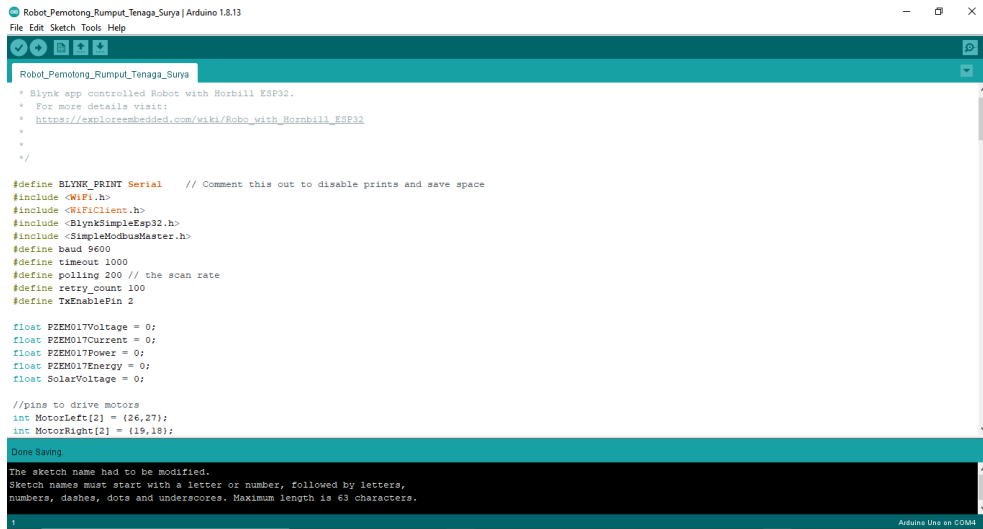 Robot_Pemotong_Rumput_Tenaga_Surya | Arduino 1.8.13
File Edit Sketch Tools Help
Robot_Pemotong_Rumput_Tenaga_Surya
* Blynk app controlled Robot with Horbill ESP32.
*  For more details visit:
*  https://exploreembedded.com/wiki/Robo_with_Hornbill_ESP32
*
*
*/
#define BLYNK_PRINT Serial    // Comment this out to disable prints and save space
#include <WiFi.h>
#include <WiFiClient.h>
#include <BlynkSimpleEsp32.h>
#include <SimpleModbusMaster.h>
#define baud 9600
#define timeout 1000
#define polling 200 // the scan rate
#define retry_count 100
#define TxEnablePin 2
float PZEM017Voltage = 0;
float PZEM017Current = 0;
float PZEM017Power = 0;
float PZEM017Energy = 0;
float SolarVoltage = 0;
//pins to drive motors
int MotorLeft[2] = {26,27};
int MotorRight[2] = {19,18};
Done Saving.
The sketch name had to be modified.
Sketch names must start with a letter or number, followed by letters,
numbers, dashes, dots and underscores. Maximum length is 63 characters.
1
Arduino Uno on COM4